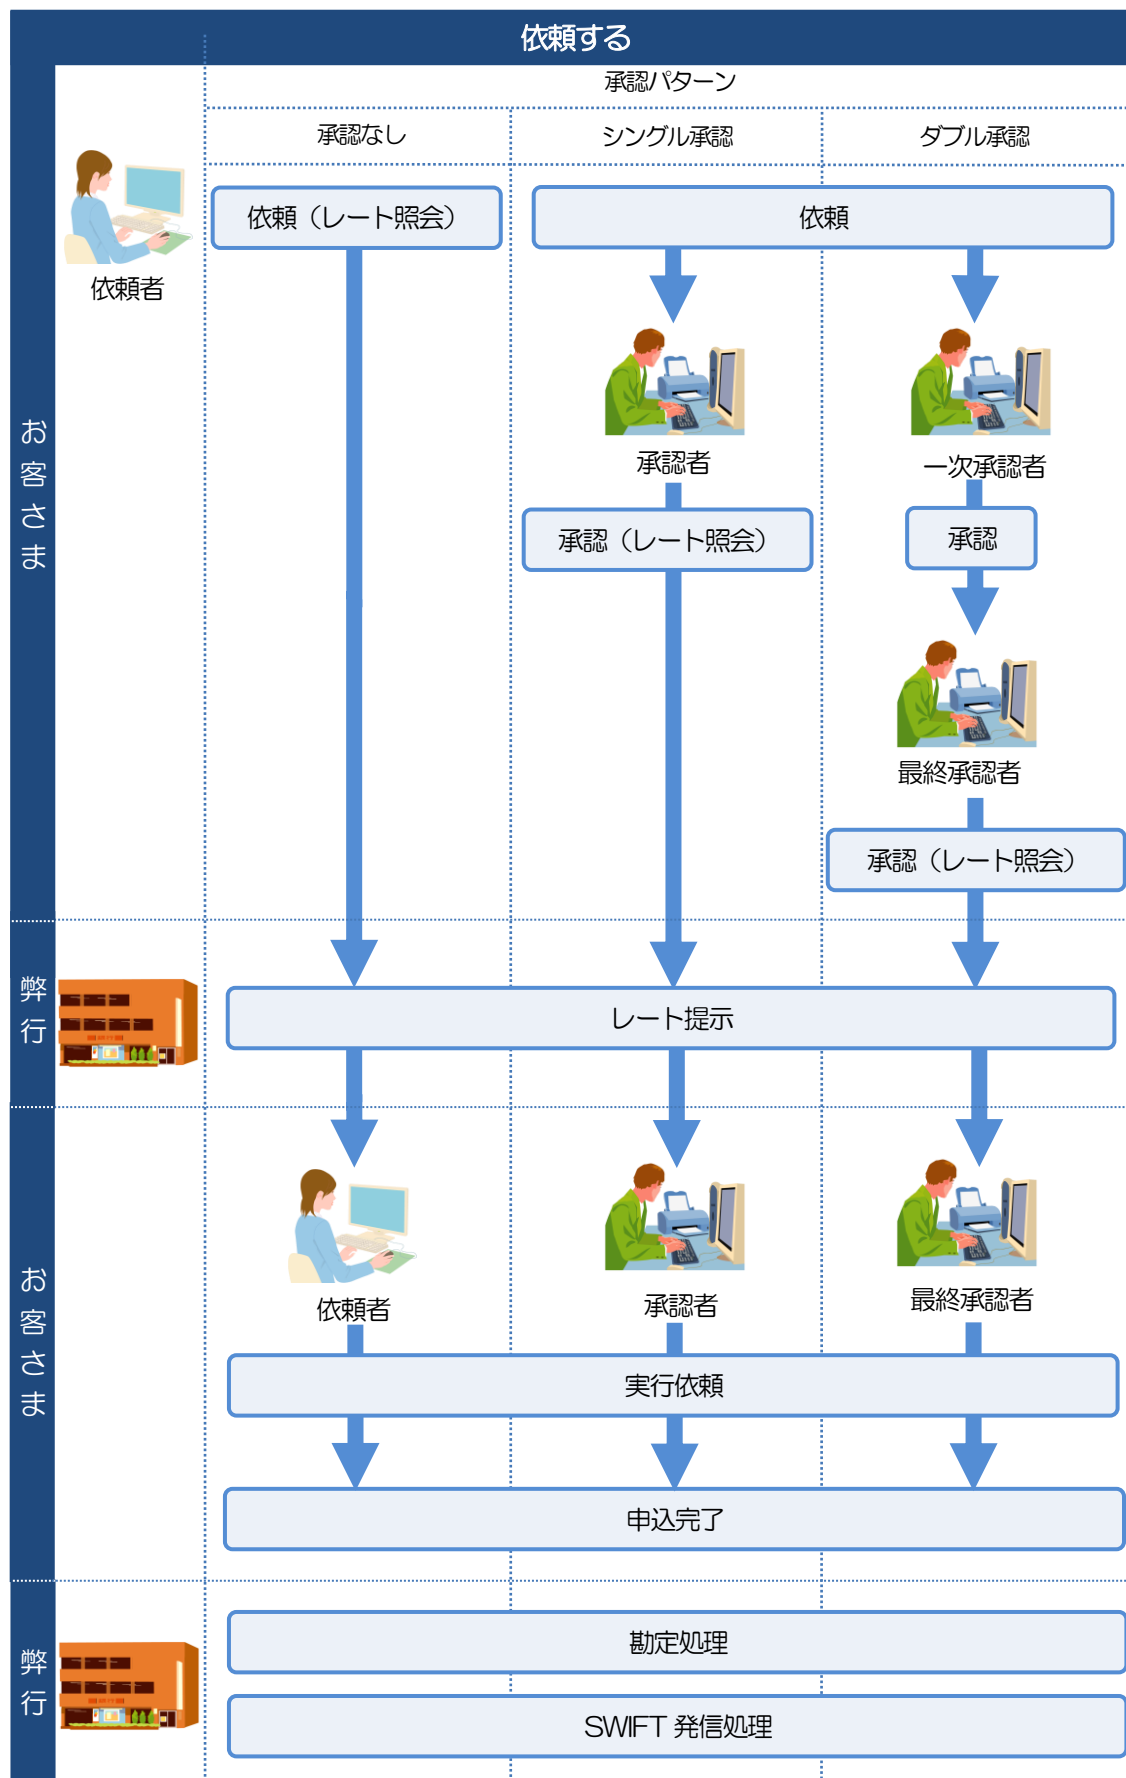 依頼する
承認パターン
承認なし
シングル承認
ダブル承認
依頼（レート照会）
依頼
依頼者
お客さま
承認者
一次承認者
承認（レート照会）
承認
最終承認者
承認（レート照会）
弊行
レート提示
お客さま
依頼者
承認者
最終承認者
実行依頼
申込完了
弊行
勘定処理
SWIFT 発信処理